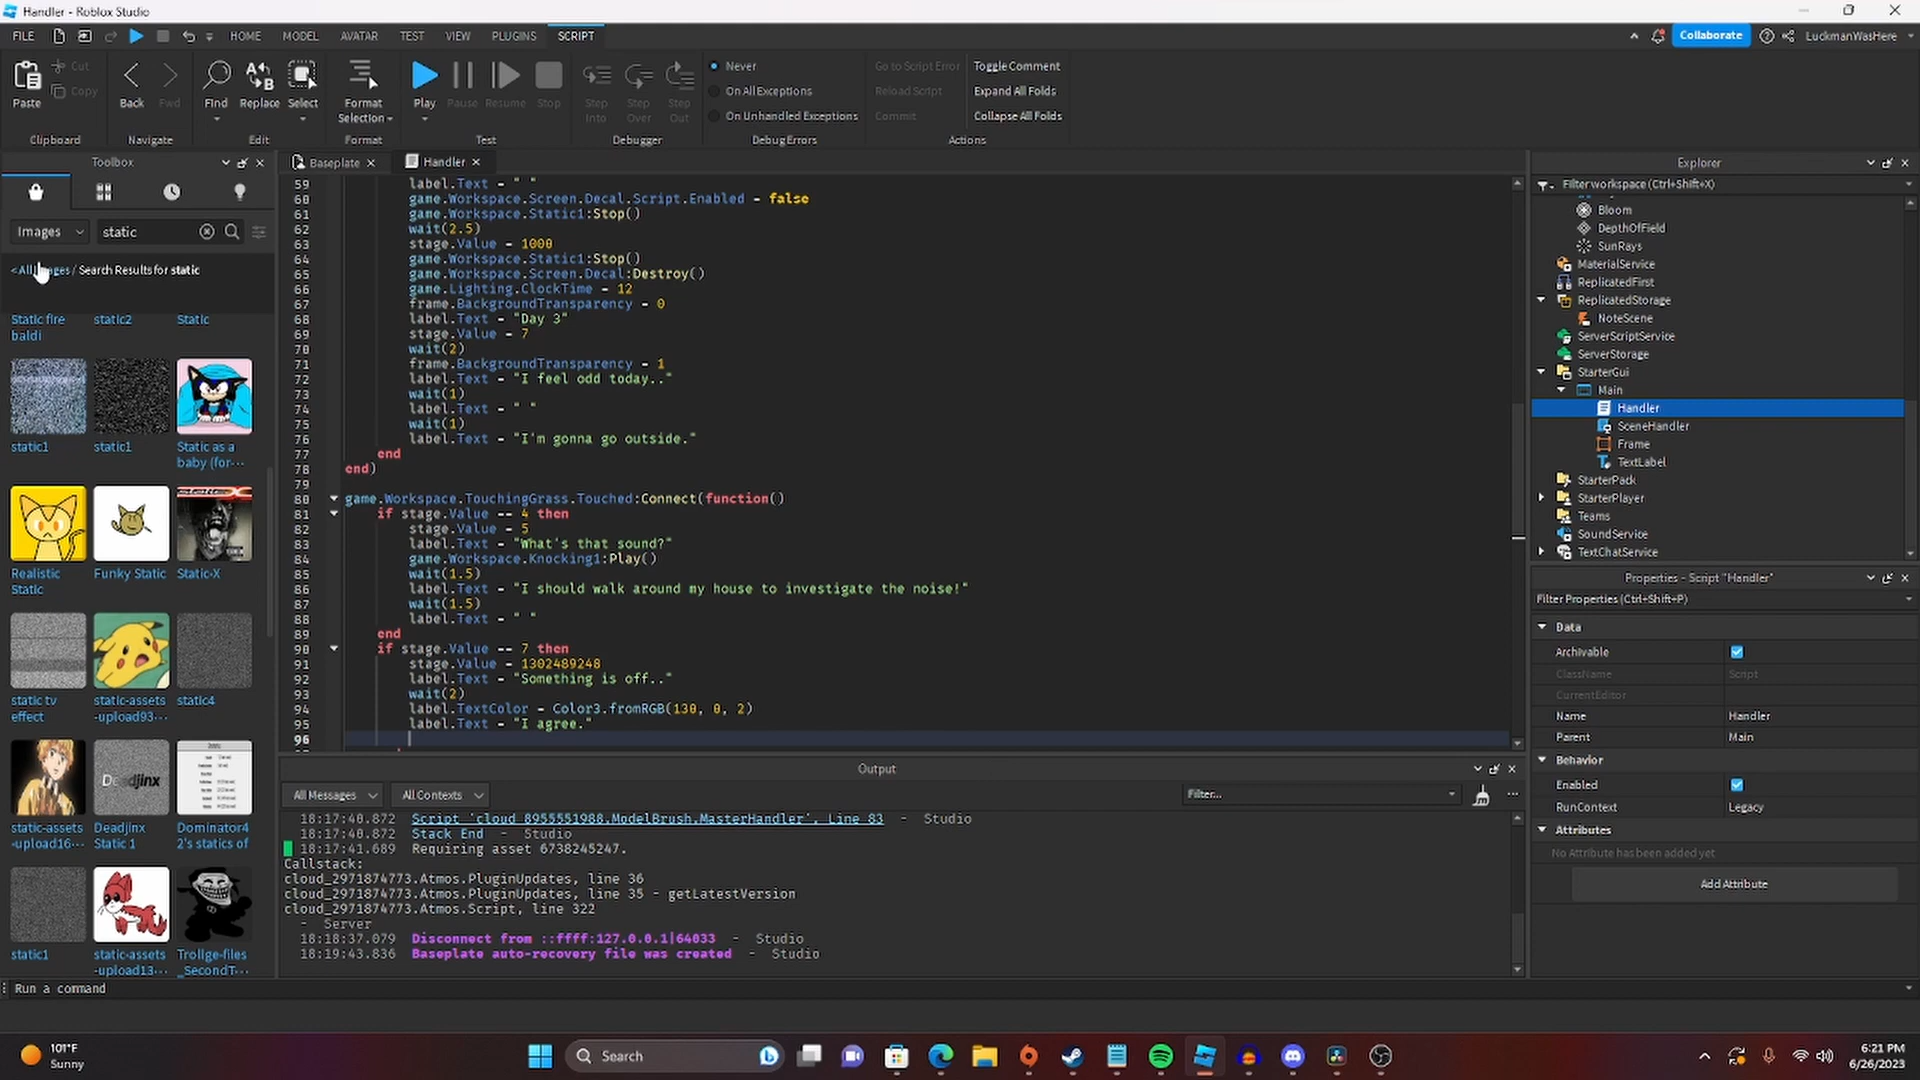 Handler - Roblox Studio
FILE HOME MODEL AVATAR TEST VIEW PLUGINS SCRIPT Collaborate LuckmanWasHere
Paste Cut Copy Back Fwd Find Replace Select Format Selection Play Pause Resume Stop Step Into Step Over Step Out
Never
On All Exceptions
On Unhandled Exceptions
Go to Script Error
Reload Script
Commit
Toggle Comment
Expand All Folds
Collapse All Folds
Clipboard Navigate Edit Format Test Debugger Debug Errors Actions
Toolbox
Images static
< All Images / Search Results for static
Static fire baldi
static2
Static
static1
static1
Static as a baby (for-···
Realistic Static
Funky Static
Static-X
static tv effect
static-assets-upload93···
static4
static-assets-upload16···
Deadjinx
Deadjinx Static 1
Dominator42's statics of
static1
static-assets-upload13···
Trollge-files_SecondT···
Baseplate
Handler
59 label.Text = " "
60 game.Workspace.Screen.Decal.Script.Enabled = false
61 game.Workspace.Static1:Stop()
62 wait(2.5)
63 stage.Value = 1000
64 game.Workspace.Static1:Stop()
65 game.Workspace.Screen.Decal:Destroy()
66 game.Lighting.ClockTime = 12
67 frame.BackgroundTransparency = 0
68 label.Text = "Day 3"
69 stage.Value = 7
70 wait(2)
71 frame.BackgroundTransparency = 1
72 label.Text = "I feel odd today.."
73 wait(1)
74 label.Text = " "
75 wait(1)
76 label.Text = "I'm gonna go outside."
77 end
78 end)
79
80 game.Workspace.TouchingGrass.Touched:Connect(function()
81 if stage.Value == 4 then
82 stage.Value = 5
83 label.Text = "What's that sound?"
84 game.Workspace.Knocking1:Play()
85 wait(1.5)
86 label.Text = "I should walk around my house to investigate the noise!"
87 wait(1.5)
88 label.Text = " "
89 end
90 if stage.Value == 7 then
91 stage.Value = 1302489248
92 label.Text = "Something is off.."
93 wait(2)
94 label.TextColor = Color3.fromRGB(130, 0, 2)
95 label.Text = "I agree."
96
Output
All Messages All Contexts Filter...
18:17:40.872 Script 'cloud_8955551988.ModelBrush.MasterHandler', Line 83 - Studio
18:17:40.872 Stack End - Studio
18:17:41.689 Requiring asset 6738245247.
Callstack:
cloud_2971874773.Atmos.PluginUpdates, line 36
cloud_2971874773.Atmos.PluginUpdates, line 35 - getLatestVersion
cloud_2971874773.Atmos.Script, line 322
- Server
18:18:37.079 Disconnect from ::ffff:127.0.0.1|64033 - Studio
18:19:43.836 Baseplate auto-recovery file was created - Studio
Run a command
Explorer
Filter workspace (Ctrl+Shift+X)
Bloom
DepthOfField
SunRays
MaterialService
ReplicatedFirst
ReplicatedStorage
NoteScene
ServerScriptService
ServerStorage
StarterGui
Main
Handler
SceneHandler
Frame
TextLabel
StarterPack
StarterPlayer
Teams
SoundService
TextChatService
Properties - Script "Handler"
Filter Properties (Ctrl+Shift+P)
Data
Archivable
ClassName Script
CurrentEditor
Name Handler
Parent Main
Behavior
Enabled
RunContext Legacy
Attributes
No Attribute has been added yet
Add Attribute
101°F
Sunny
Search
6:21 PM
6/26/2023